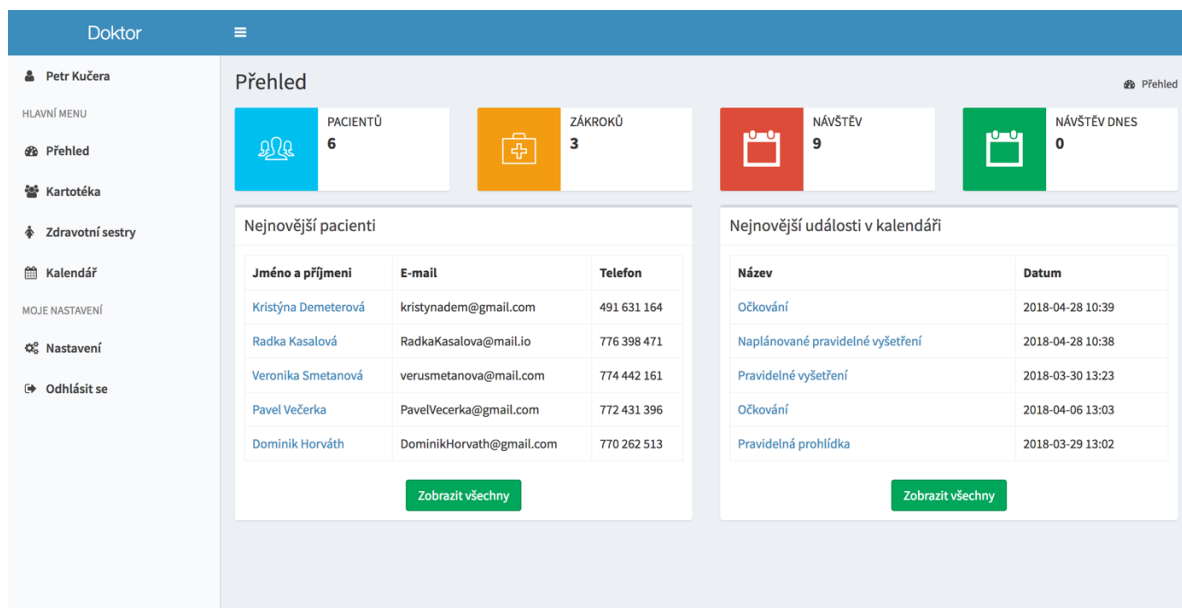 Doktor
Petr Kučera
HLAVNÍ MENU
Přehled
Kartotéka
Zdravotní sestry
Kalendář
MOJE NASTAVENÍ
Nastavení
Odhlásit se
Přehled
Přehled
PACIENTŮ
6
ZÁKROKŮ
3
NÁVŠTĚV
9
NÁVŠTĚV DNES
0
Nejnovější pacienti
Jméno a příjmeni E-mail Telefon
Kristýna Demeterová kristynadem@gmail.com 491 631 164
Radka Kasalová RadkaKasalova@mail.io 776 398 471
Veronika Smetanová verusmetanova@mail.com 774 442 161
Pavel Večerka PavelVecerka@gmail.com 772 431 396
Dominik Horváth DominikHorvath@gmail.com 770 262 513
Zobrazit všechny
Nejnovější události v kalendáři
Název Datum
Očkování 2018-04-28 10:39
Naplánované pravidelné vyšetření 2018-04-28 10:38
Pravidelné vyšetření 2018-03-30 13:23
Očkování 2018-04-06 13:03
Pravidelná prohlídka 2018-03-29 13:02
Zobrazit všechny